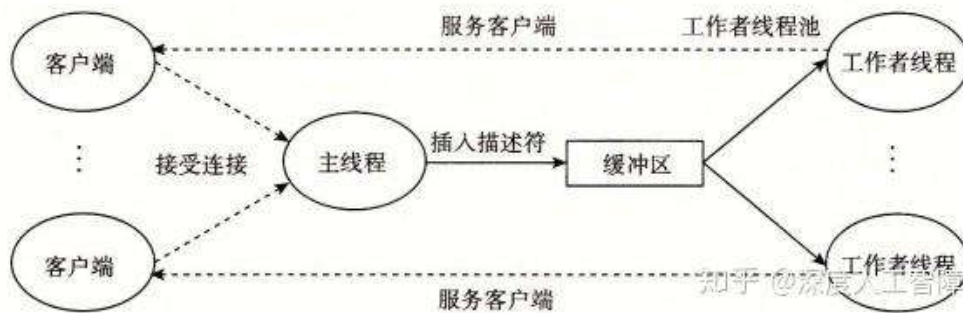 服务客户端
工作者线程池
客户端
工作者线程
接受连接
主线程
插入描述符
缓冲区
客户端
工作者线程
服务客户端
知乎 @深度人工智障